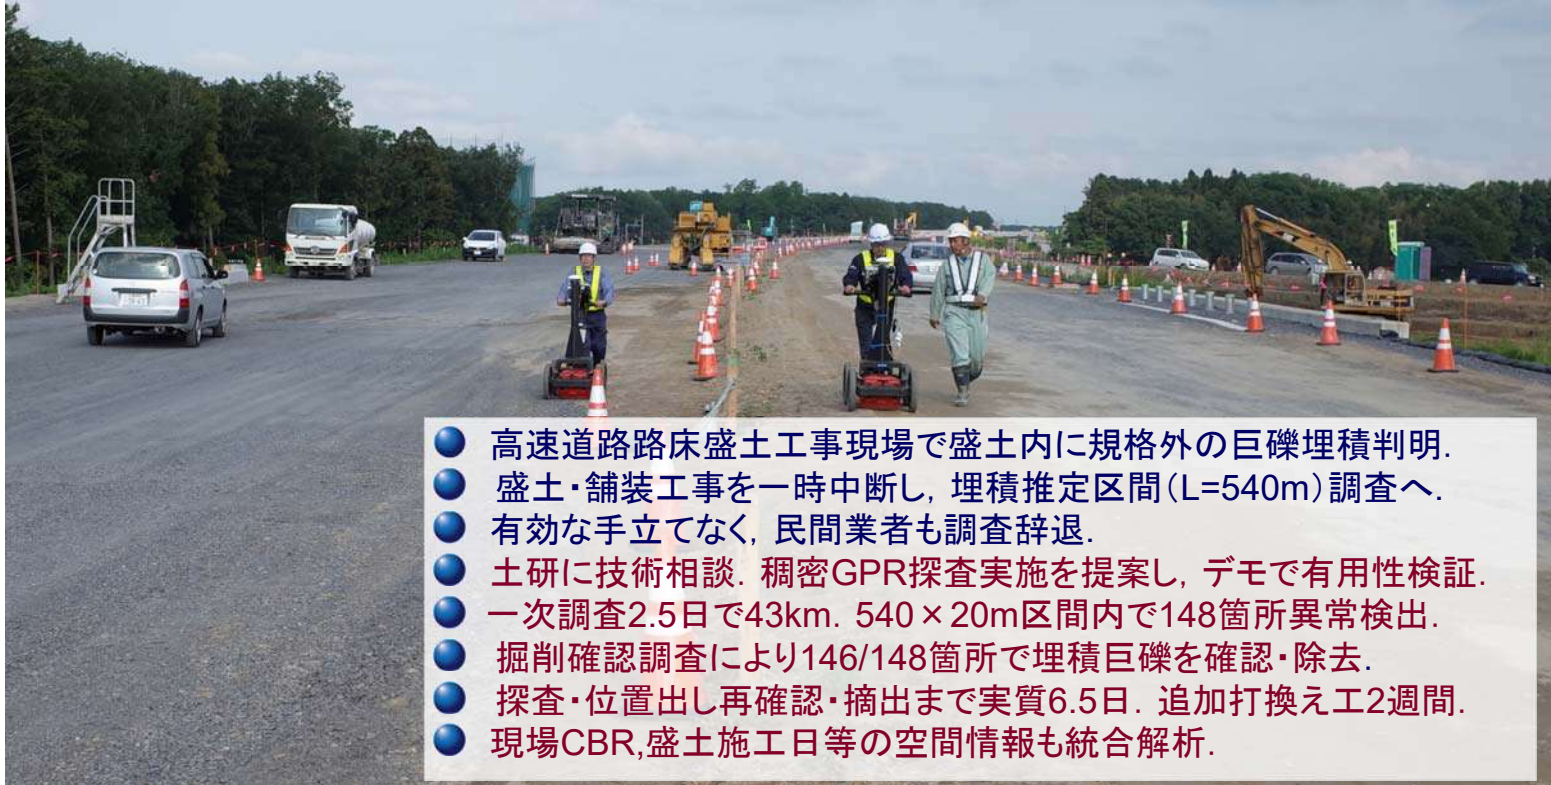 ● 高速道路路床盛土工事現場で盛土内に規格外の巨礫埋積判明.
● 盛土・舗装工事を一時中断し, 埋積推定区間(L=540m)調査へ.
● 有効な手立てなく, 民間業者も調査辞退.
● 土研に技術相談. 稠密GPR探査実施を提案し, デモで有用性検証.
● 一次調査2.5日で43km. 540×20m区間内で148箇所異常検出.
● 掘削確認調査により146/148箇所で埋積巨礫を確認・除去.
● 探査・位置出し再確認・摘出まで実質6.5日. 追加打換え工2週間.
● 現場CBR,盛土施工日等の空間情報も統合解析.